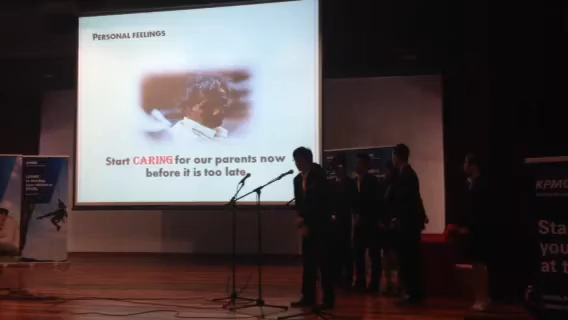 PERSONAL FEELINGS
Start CARING for our parents now
before it is too late
KPMG
Sta
you
at t